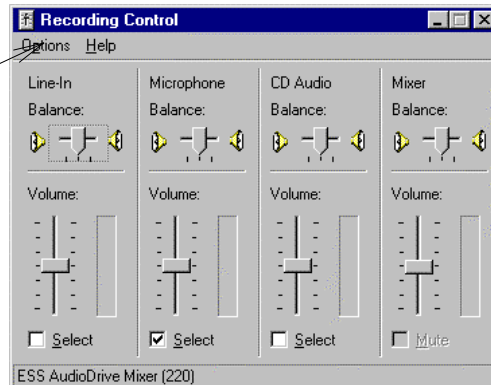 Recording Control
Options Help
Line-In Microphone CD Audio Mixer
Balance: Balance: Balance: Balance:
Volume: Volume: Volume: Volume:
Select Select Select Mute
ESS AudioDrive Mixer (220)